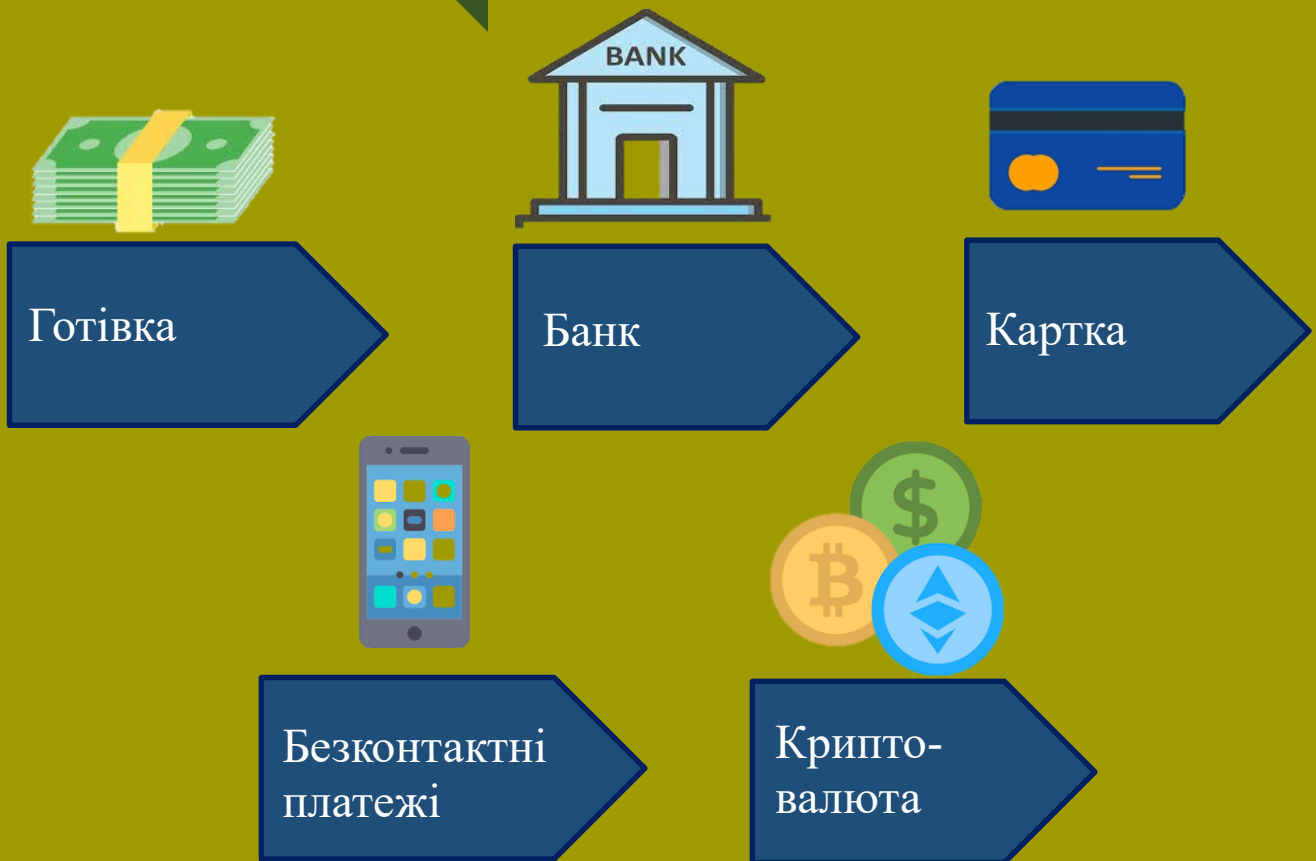 BANK
Готівка
Банк
Картка
Безконтактні
платежі
Крипто-
валюта